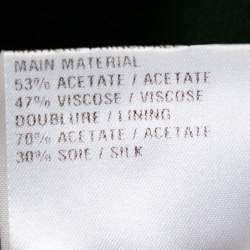 MAIN MATERIAL
53% ACETATE / ACETATE
47% VISCOSE / VISCOSE
DOUBLURE / LINING
70% ACETATE / ACETATE
30% SOIE / SILK